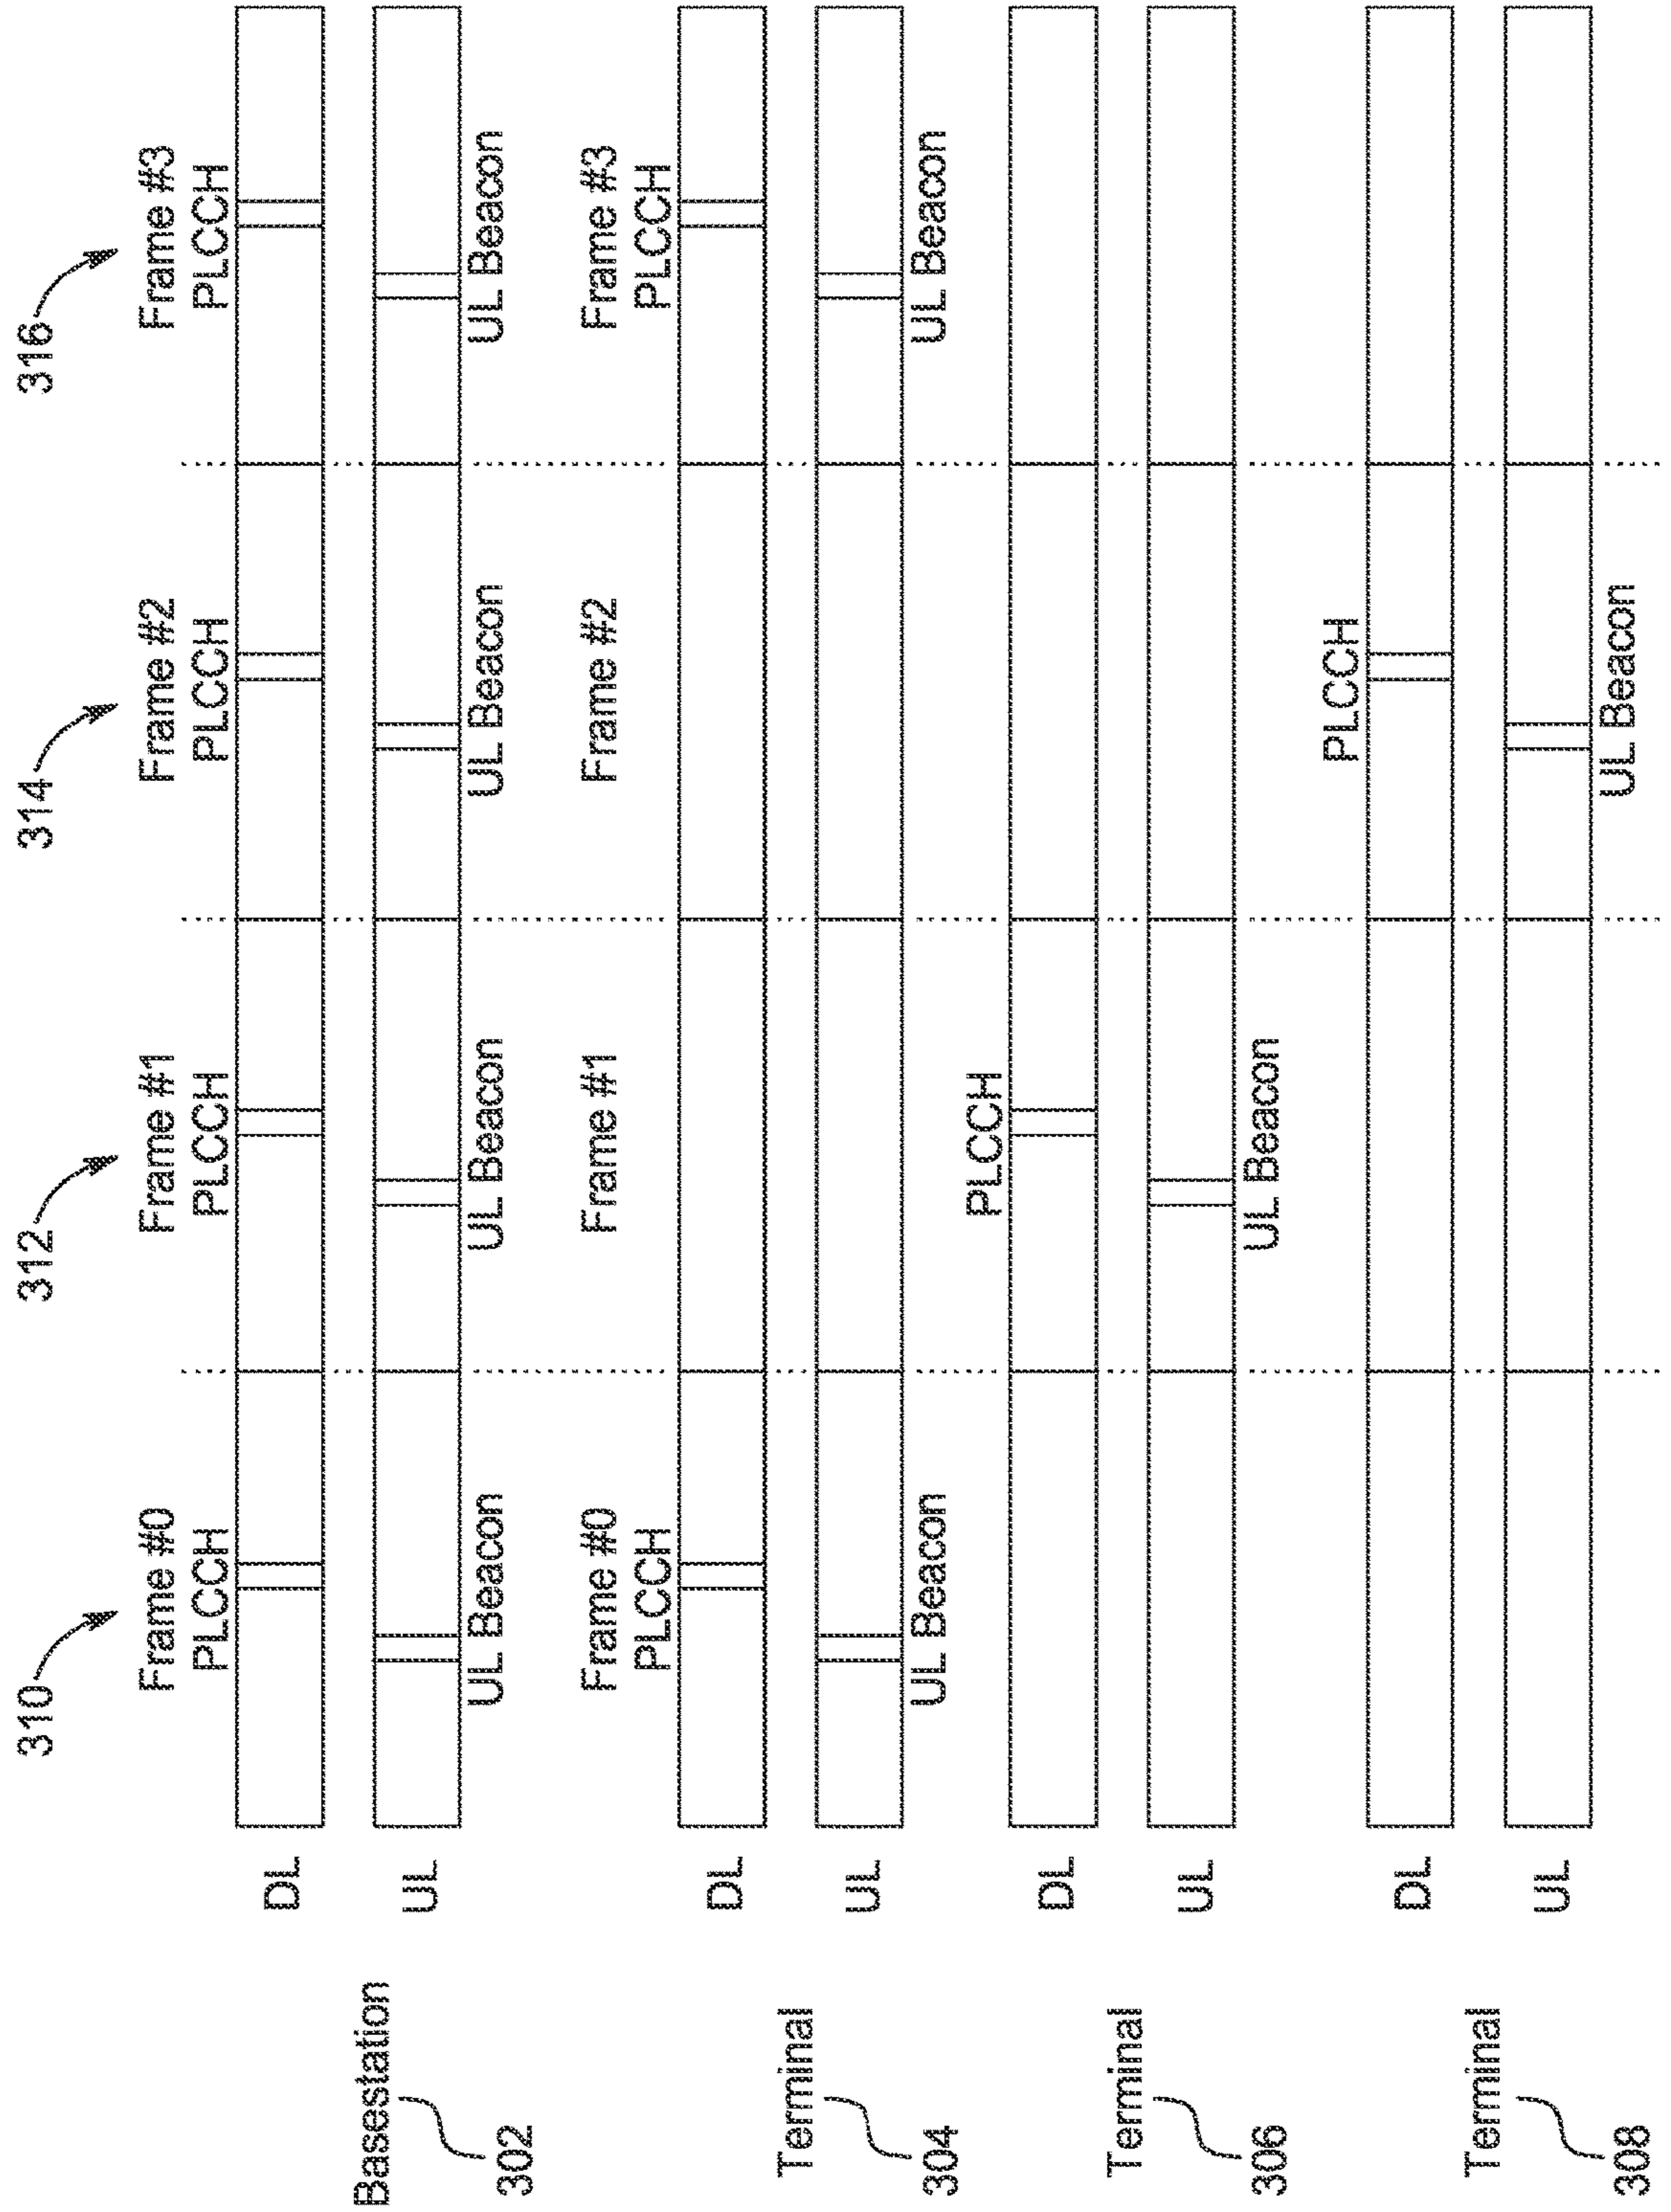 310
312
314
316
Frame #0
Frame #1
Frame #2
Frame #3
PLCCH
PLCCH
PLCCH
PLCCH
DL
Basestation
302
UL
UL Beacon
UL Beacon
UL Beacon
UL Beacon
Frame #0
Frame #1
Frame #2
Frame #3
PLCCH
PLCCH
DL
Terminal
304
UL
UL Beacon
UL Beacon
PLCCH
DL
Terminal
306
UL
UL Beacon
PLCCH
DL
Terminal
308
UL
UL Beacon